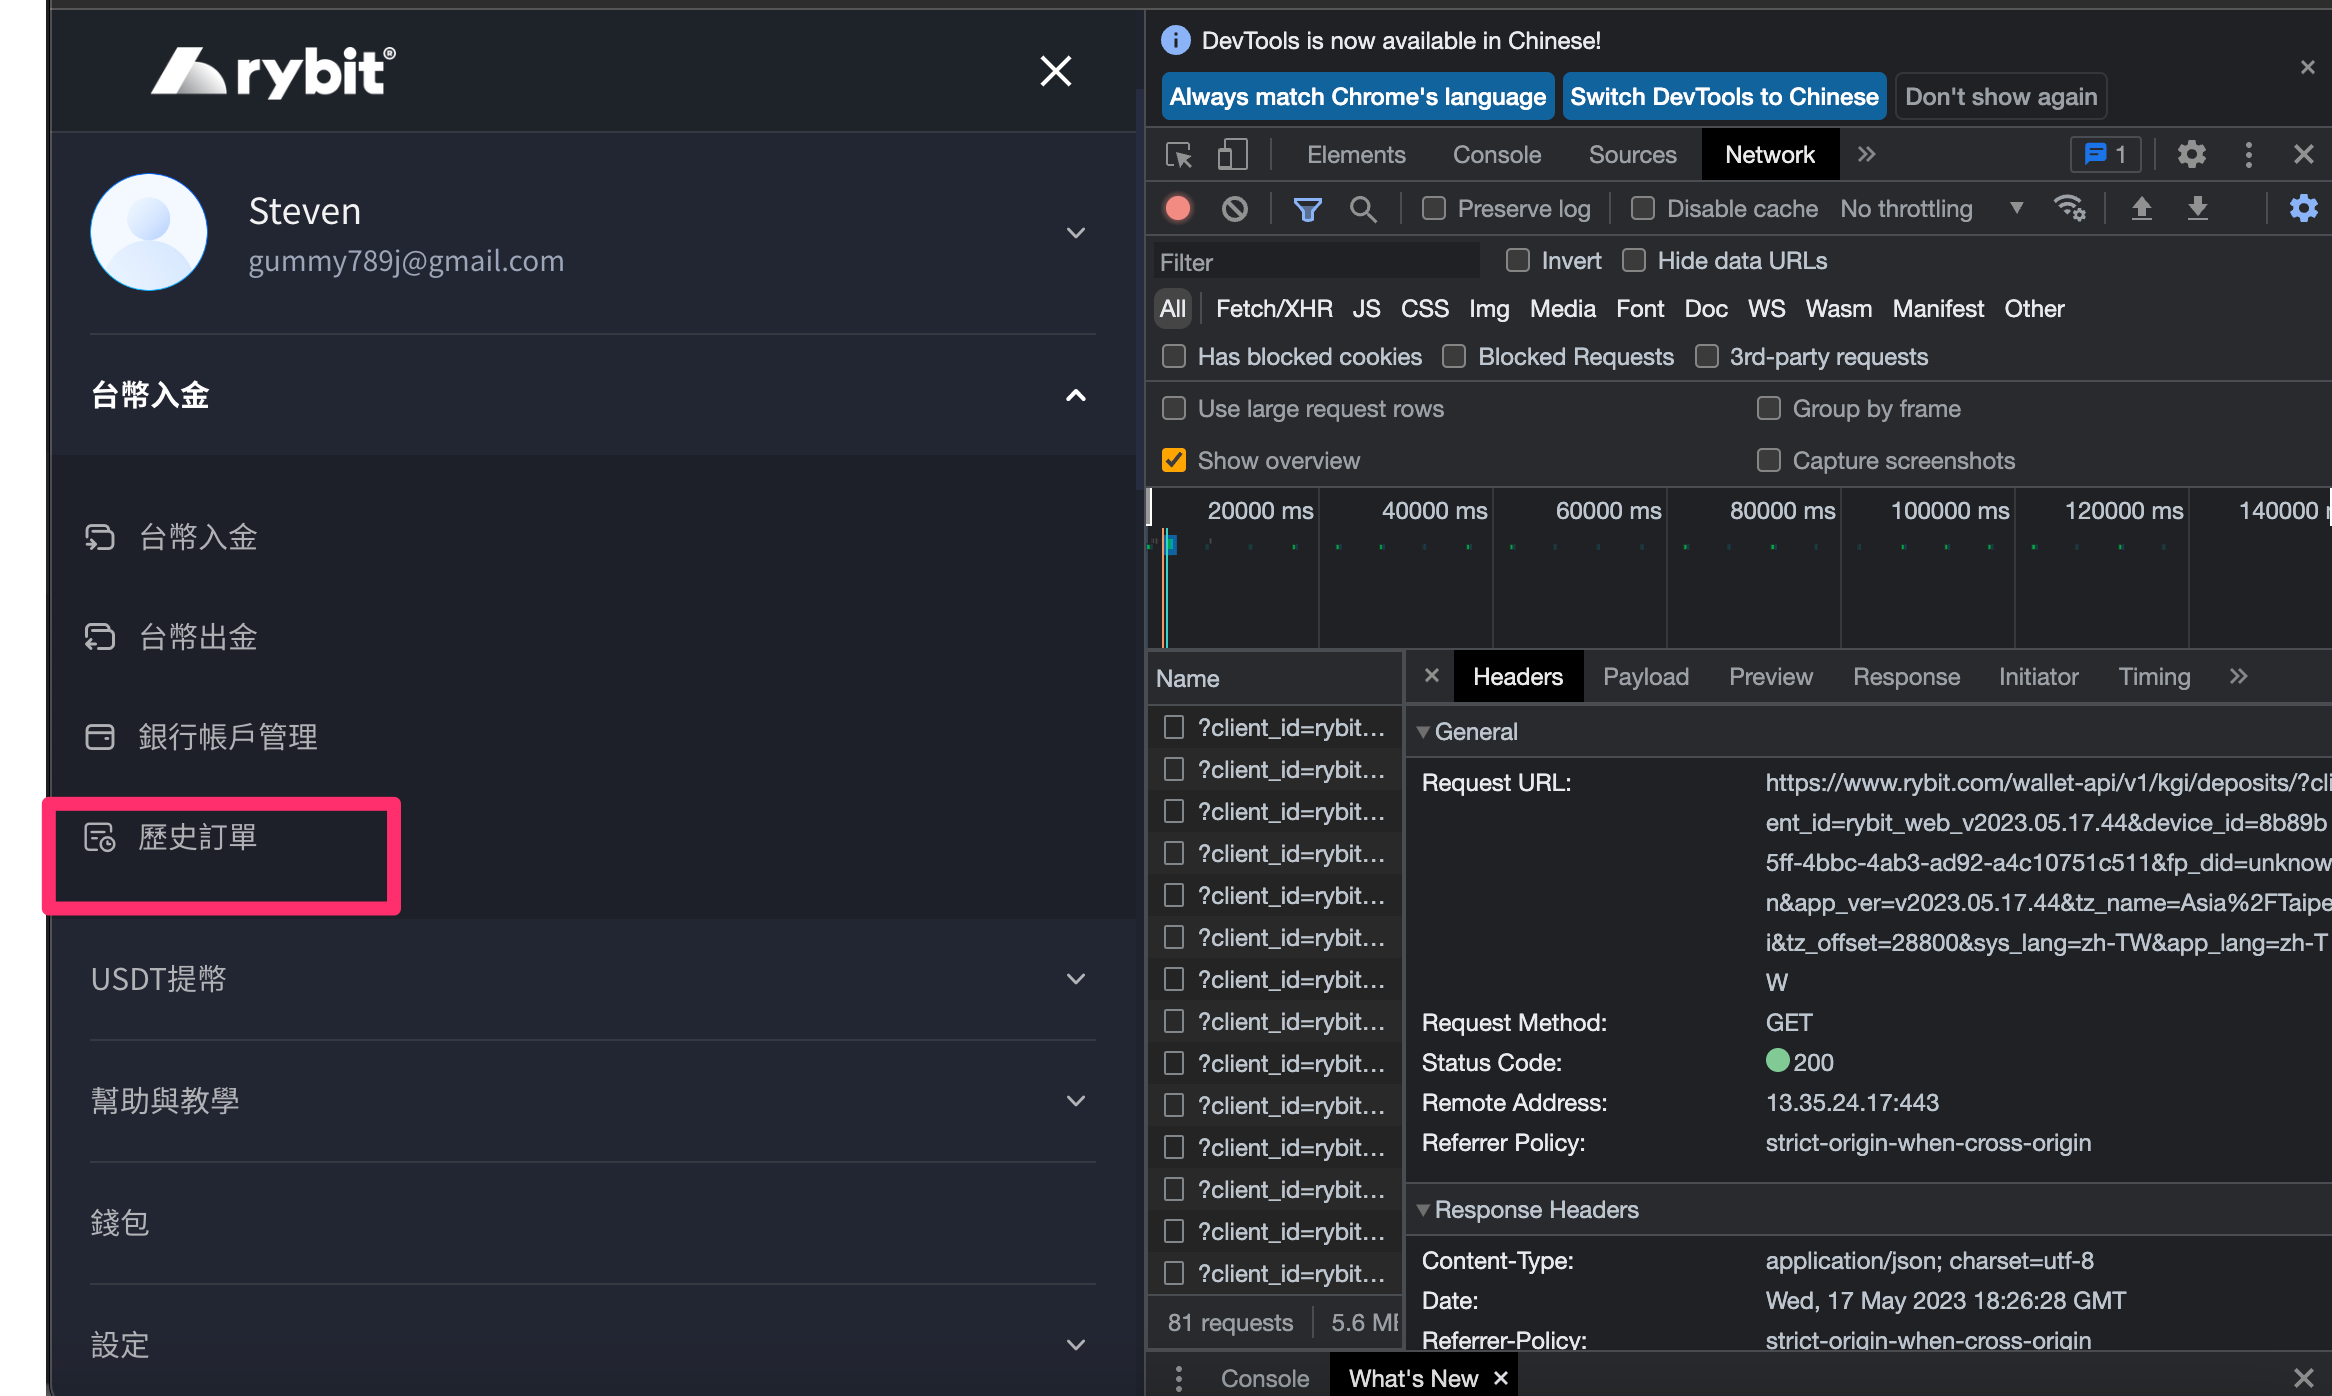 rybit®
Steven
gummy789j@gmail.com
台幣入金
台幣入金
台幣出金
銀行帳戶管理
歷史訂單
USDT提幣
幫助與教學
錢包
設定
DevTools is now available in Chinese!
Always match Chrome's language
Switch DevTools to Chinese
Don't show again
Elements
Console
Sources
Network
1
Preserve log
Disable cache
No throttling
Filter
Invert
Hide data URLs
All
Fetch/XHR
JS
CSS
Img
Media
Font
Doc
WS
Wasm
Manifest
Other
Has blocked cookies
Blocked Requests
3rd-party requests
Use large request rows
Group by frame
Show overview
Capture screenshots
20000 ms
40000 ms
60000 ms
80000 ms
100000 ms
120000 ms
140000
Name
?client_id=rybit…
?client_id=rybit…
?client_id=rybit…
?client_id=rybit…
?client_id=rybit…
?client_id=rybit…
?client_id=rybit…
?client_id=rybit…
?client_id=rybit…
?client_id=rybit…
?client_id=rybit…
?client_id=rybit…
?client_id=rybit…
?client_id=rybit…
81 requests
5.6 M
Headers
Payload
Preview
Response
Initiator
Timing
General
Request URL:
https://www.rybit.com/wallet-api/v1/kgi/deposits/?cli
ent_id=rybit_web_v2023.05.17.44&device_id=8b89b
5ff-4bbc-4ab3-ad92-a4c10751c511&fp_did=unknow
n&app_ver=v2023.05.17.44&tz_name=Asia%2FTaipe
i&tz_offset=28800&sys_lang=zh-TW&app_lang=zh-T
W
Request Method:
GET
Status Code:
200
Remote Address:
13.35.24.17:443
Referrer Policy:
strict-origin-when-cross-origin
Response Headers
Content-Type:
application/json; charset=utf-8
Date:
Wed, 17 May 2023 18:26:28 GMT
Referrer-Policy:
strict-origin-when-cross-origin
Console
What's New